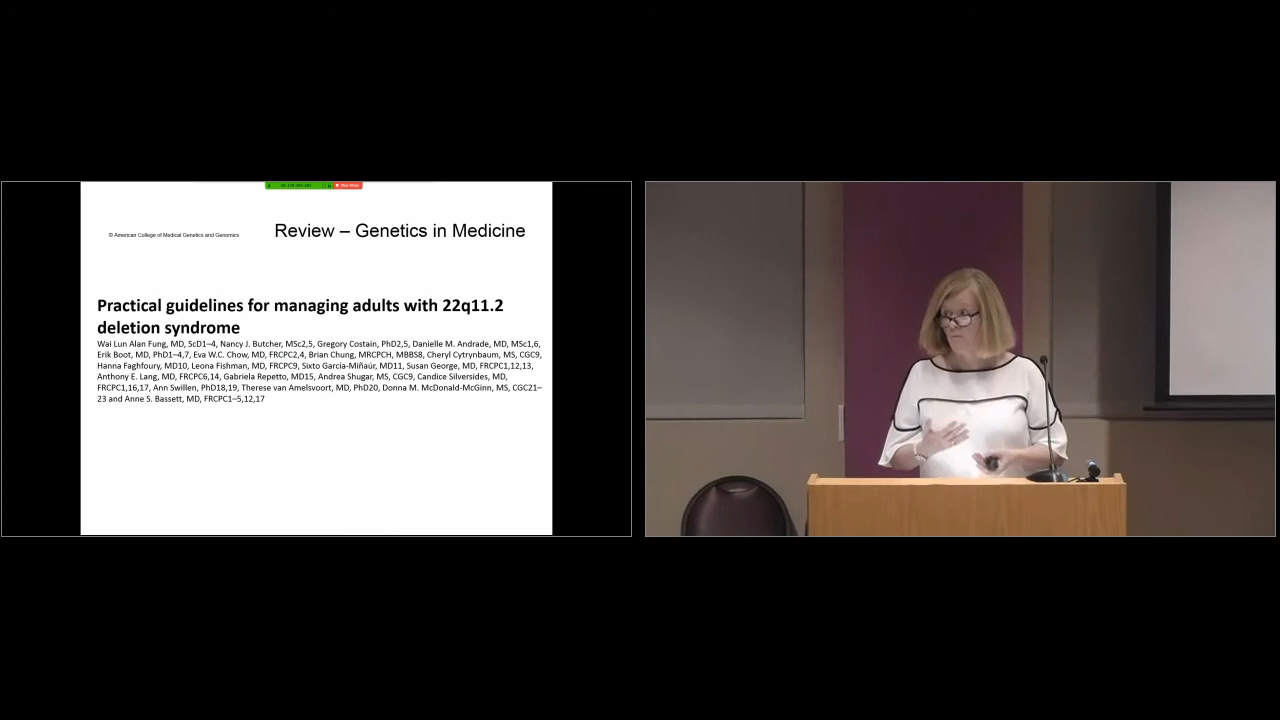 © American College of Medical Genetics and Genomics
Review – Genetics in Medicine
Practical guidelines for managing adults with 22q11.2
deletion syndrome
Wai Lun Alan Fung, MD, ScD1–4, Nancy J. Butcher, MSc2,5, Gregory Costain, PhD2,5, Danielle M. Andrade, MD, MSc1,6,
Erik Boot, MD, PhD1–4,7, Eva W.C. Chow, MD, FRCPC2,4, Brian Chung, MRCPCH, MBBS8, Cheryl Cytrynbaum, MS, CGC9,
Hanna Faghfoury, MD10, Leona Fishman, MD, FRCPC9, Sixto García-Miñaúr, MD11, Susan George, MD, FRCPC1,12,13,
Anthony E. Lang, MD, FRCPC6,14, Gabriela Repetto, MD15, Andrea Shugar, MS, CGC9, Candice Silversides, MD,
FRCPC1,16,17, Ann Swillen, PhD18,19, Therese van Amelsvoort, MD, PhD20, Donna M. McDonald-McGinn, MS, CGC21–
23 and Anne S. Bassett, MD, FRCPC1–5,12,17